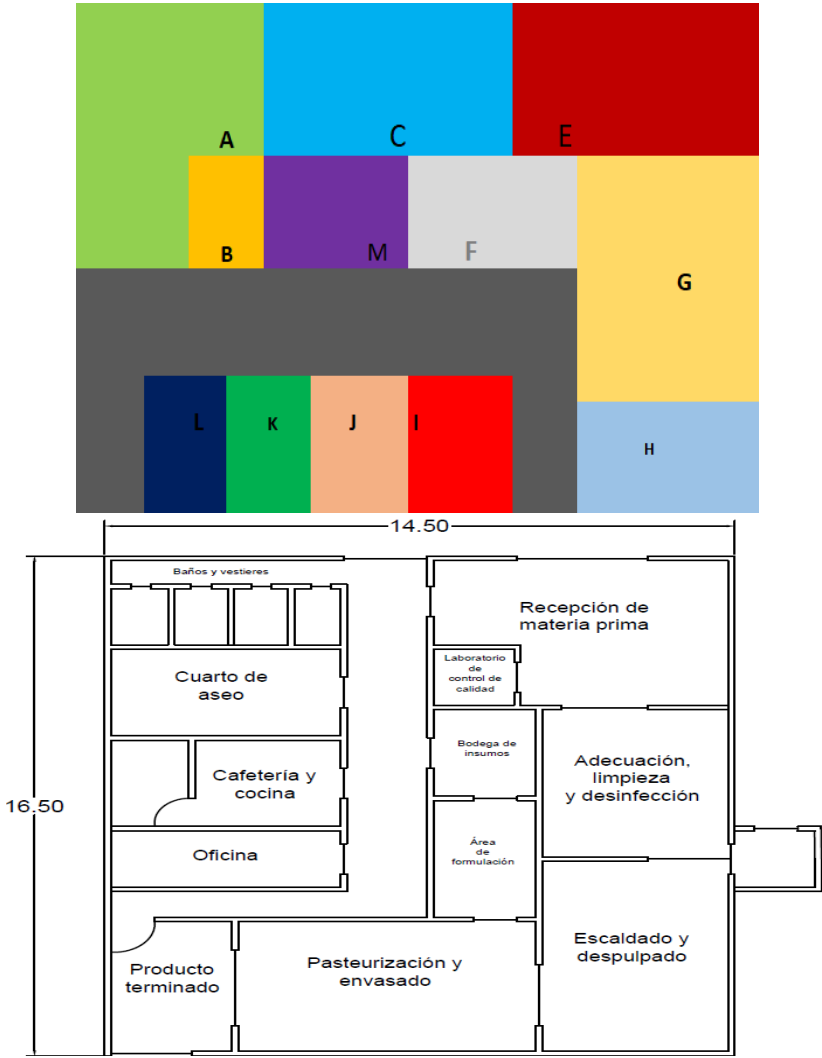 A
C
E
B
M
F
G
L
K
J
I
H
14.50
Baños y vestieres
Recepción de
materia prima
Laboratorio
de
control de
calidad
Cuarto de
aseo
Bodega de
insumos
Adecuación,
limpieza
y desinfección
Cafetería y
cocina
16.50
Área
de
formulación
Oficina
Escaldado y
despulpado
Producto
terminado
Pasteurización y
envasado